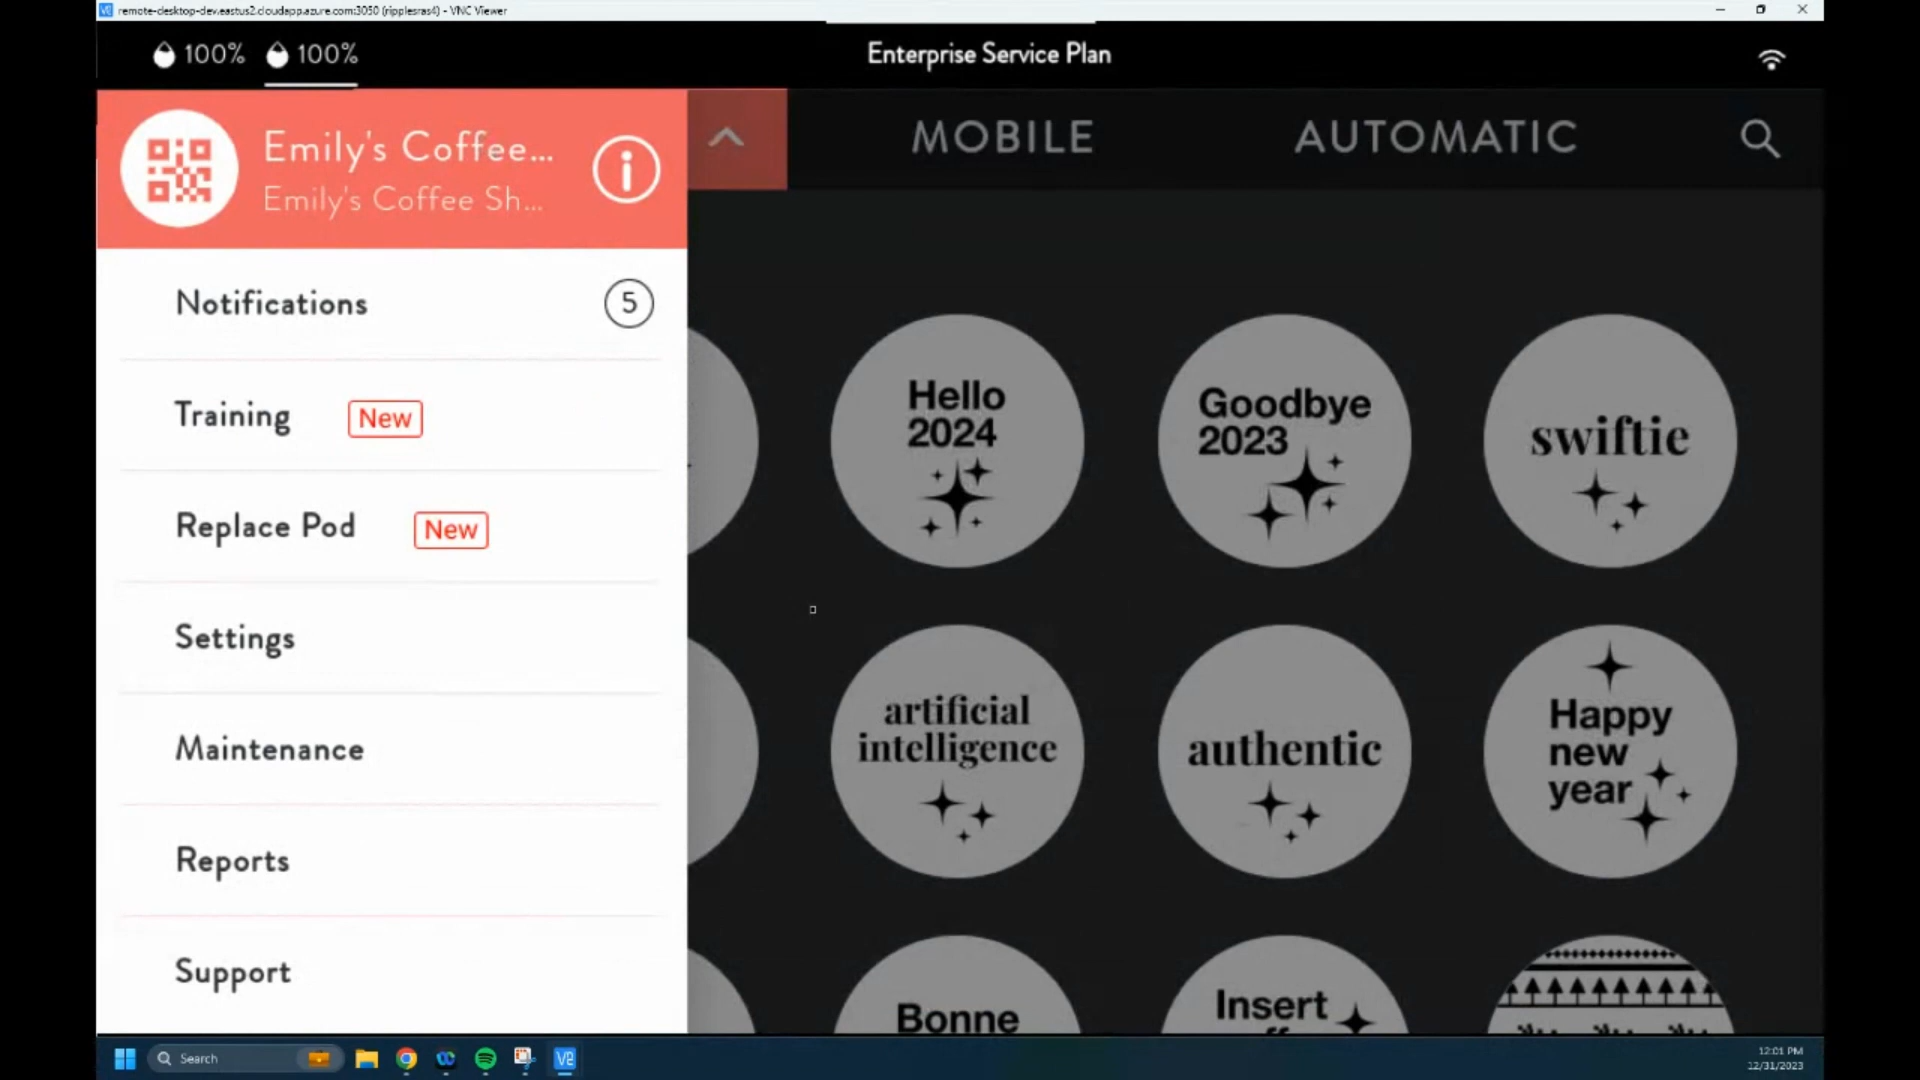 remote-desktop-dev.eastus2.cloudapp.azure.com:3050 (ripplesras4) - VNC Viewer
100% 100% Enterprise Service Plan
Emily's Coffee...
Emily's Coffee Sh...
MOBILE AUTOMATIC
Notifications 5
Training New
Replace Pod New
Settings
Maintenance
Reports
Support
Hello
2024
Goodbye
2023
swiftie
artificial
intelligence
authentic
Happy
new
year
Bonne
Insert
Search
12:01 PM
12/31/2023